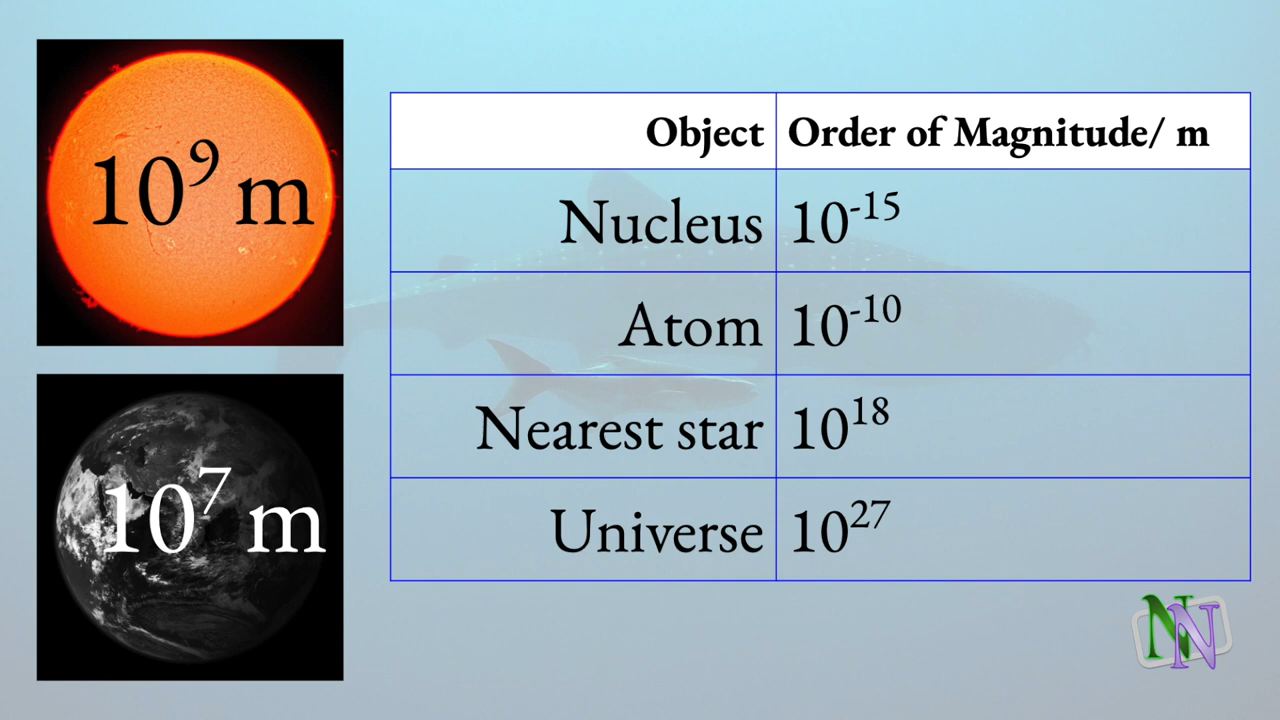 10⁹ m
10⁷ m
Object Order of Magnitude/ m
Nucleus 10⁻¹⁵
Atom 10⁻¹⁰
Nearest star 10¹⁸
Universe 10²⁷
NN